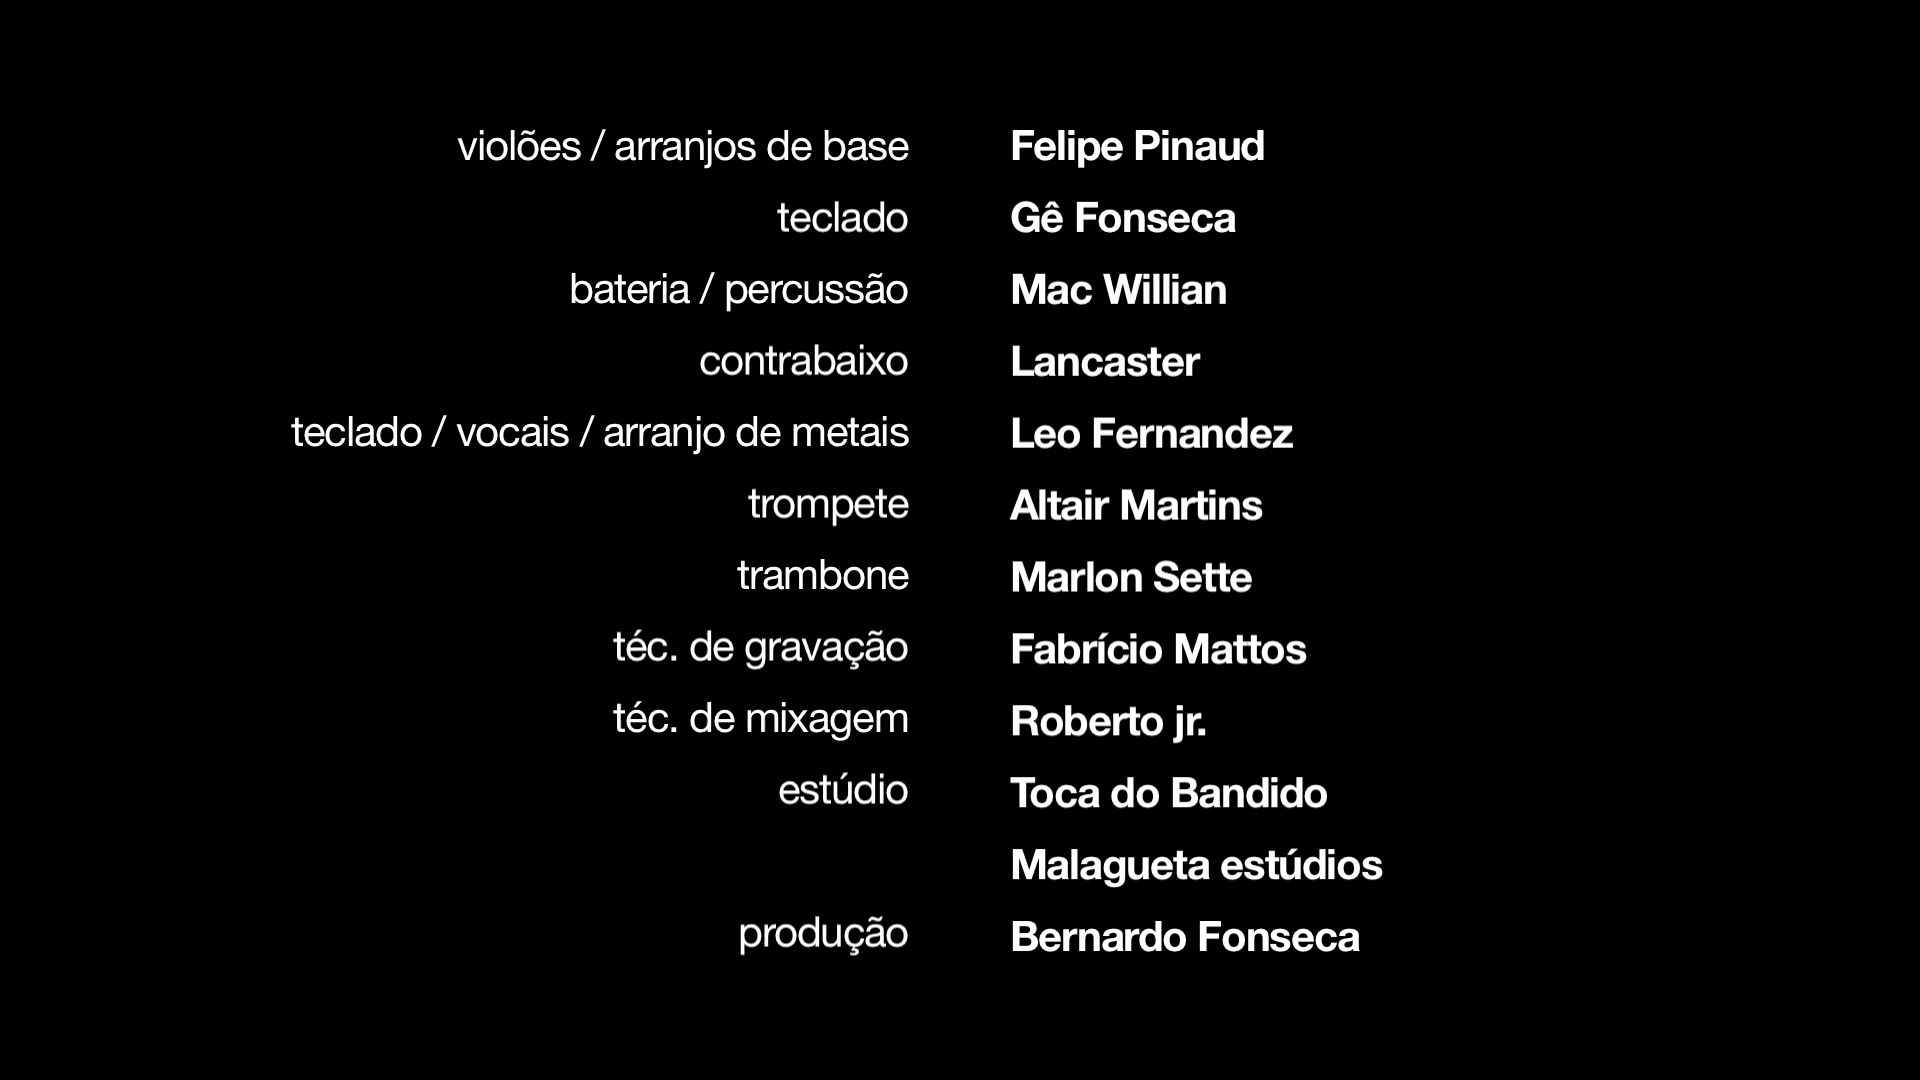 violões / arranjos de base Felipe Pinaud
teclado Gê Fonseca
bateria / percussão Mac Willian
contrabaixo Lancaster
teclado / vocais / arranjo de metais Leo Fernandez
trompete Altair Martins
trambone Marlon Sette
téc. de gravação Fabrício Mattos
téc. de mixagem Roberto jr.
estúdio Toca do Bandido
Malagueta estúdios
produção Bernardo Fonseca